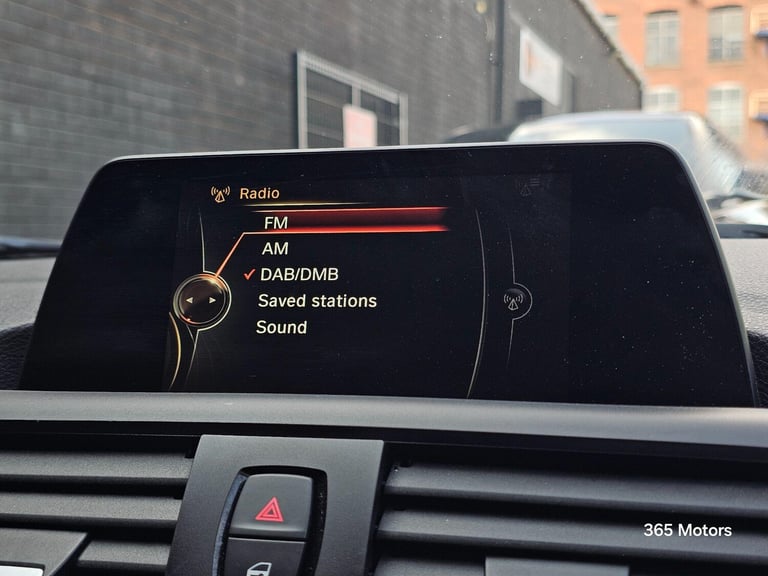 Radio
FM
AM
DAB/DMB
Saved stations
Sound
365 Motors